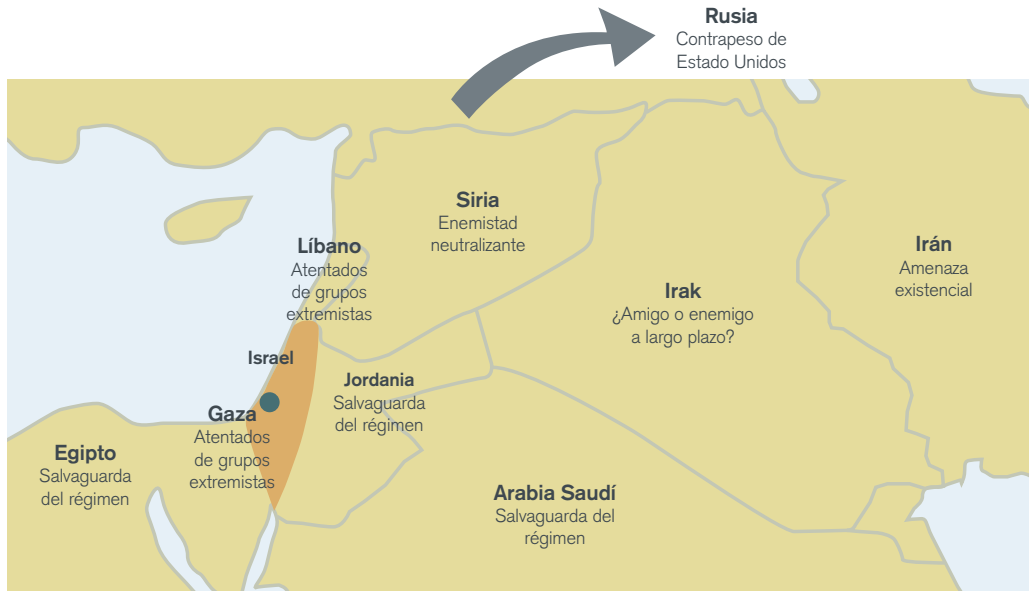 Rusia
Contrapeso de
Estado Unidos
Siria
Enemistad
neutralizante
Líbano
Atentados
de grupos
extremistas
Irán
Amenaza
existencial
Irak
¿Amigo o enemigo
a largo plazo?
Israel
Jordania
Salvaguarda
del régimen
Gaza
Atentados
de grupos
extremistas
Egipto
Salvaguarda
del régimen
Arabia Saudí
Salvaguarda del
régimen